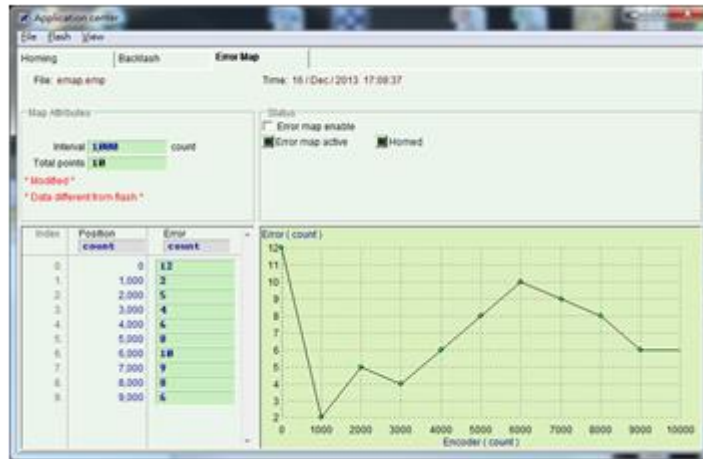 Application center
File Flash View
Homing Backlash Error Map
File: emap.emp Time: 16 / Dec / 2013 17:09:37
Map Attributes
Status
Error map enable
Interval 1,000 count
Error map active Homed
Total points 10
* Modified *
* Data different from flash *
Index Position Error
count count
0. 0 12
1. 1,000 2
2. 2,000 5
3. 3,000 4
4. 4,000 6
5. 5,000 8
6. 6,000 10
7. 7,000 9
8. 8,000 8
9. 9,000 6
Error ( count )
12
11
10
9
8
7
6
5
4
3
2
0 1000 2000 3000 4000 5000 6000 7000 8000 9000 10000
Encoder ( count )